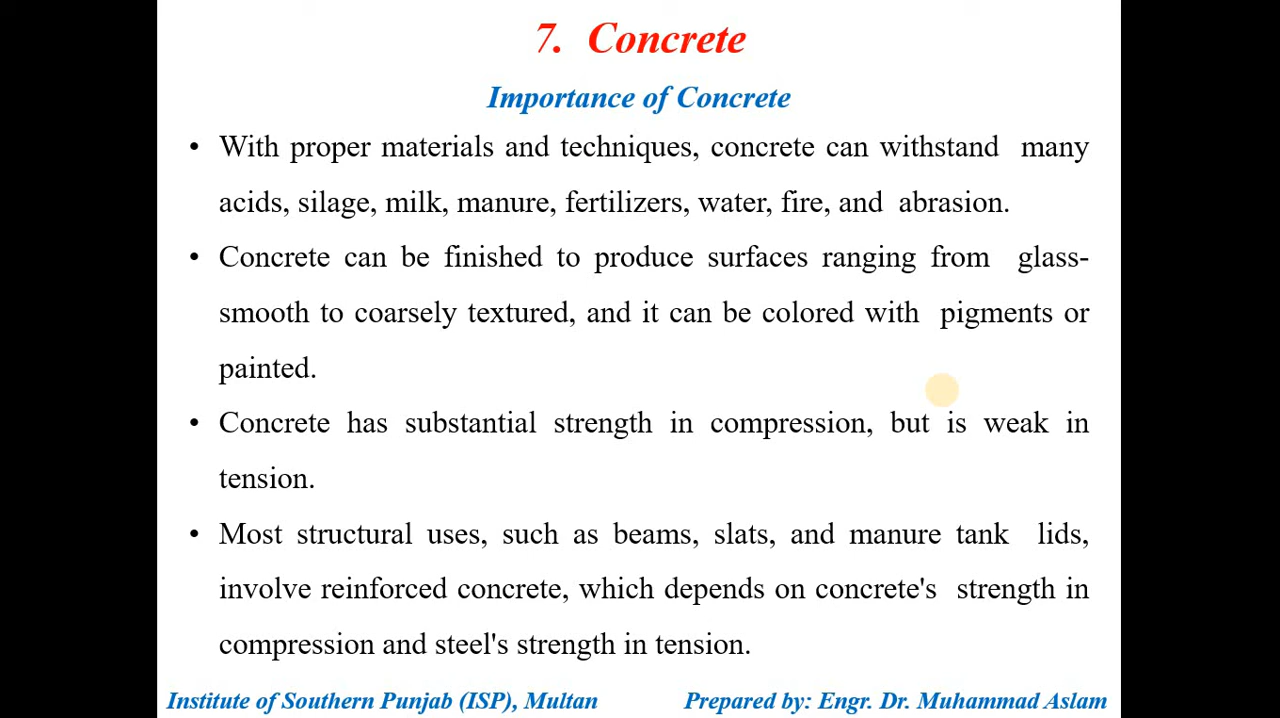 7. Concrete
Importance of Concrete
• With proper materials and techniques, concrete can withstand many
acids, silage, milk, manure, fertilizers, water, fire, and abrasion.
• Concrete can be finished to produce surfaces ranging from glass-
smooth to coarsely textured, and it can be colored with pigments or
painted.
• Concrete has substantial strength in compression, but is weak in
tension.
• Most structural uses, such as beams, slats, and manure tank lids,
involve reinforced concrete, which depends on concrete's strength in
compression and steel's strength in tension.
Institute of Southern Punjab (ISP), Multan Prepared by: Engr. Dr. Muhammad Aslam